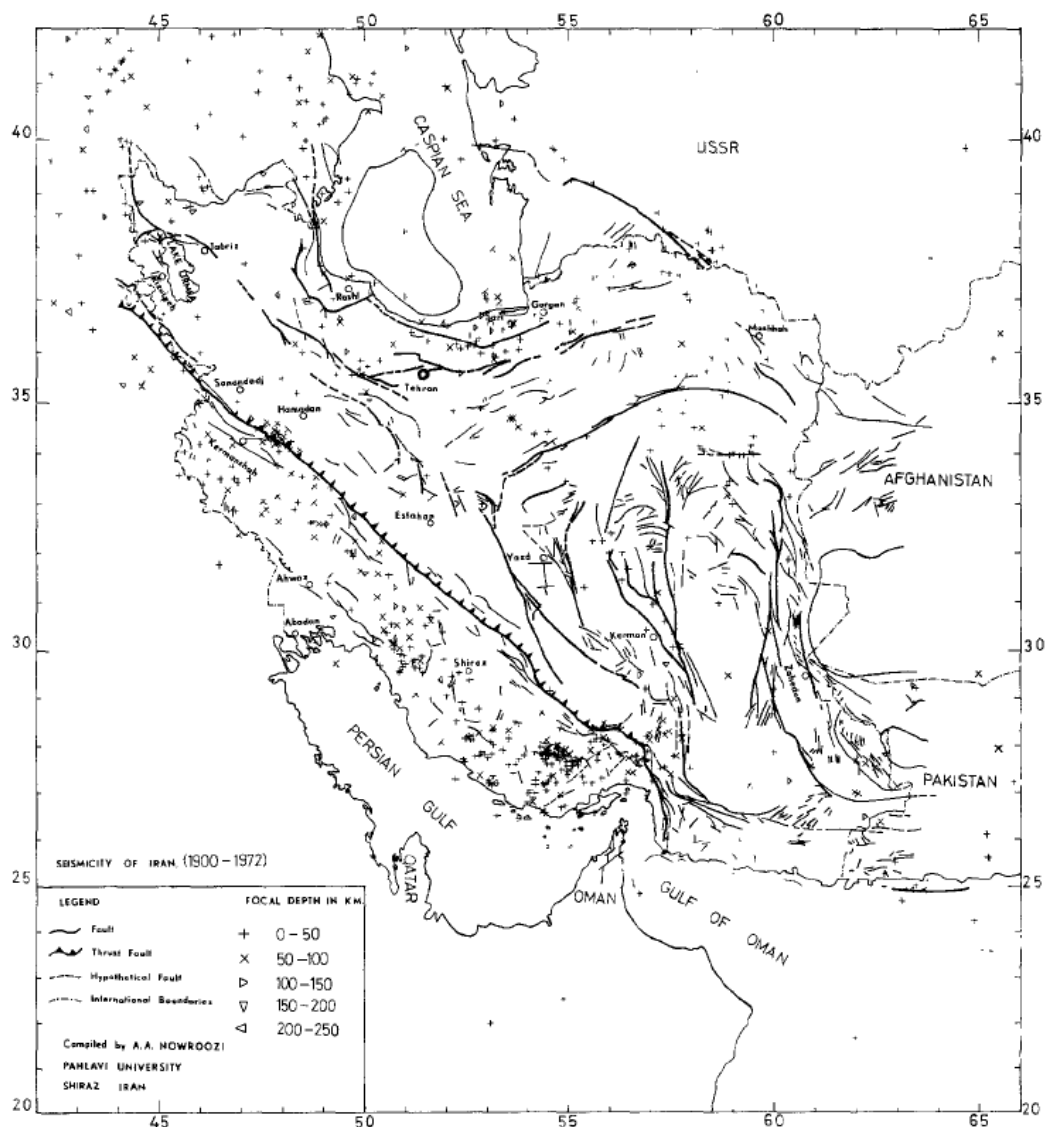 45 50 55 60 65
40 40
CASPIAN SEA
USSR
Tabriz
LAKE
Rasht
Gorgan
Sari
Mashhah
35 35
Tehran
Sanandadj
Hamadan
Kermanshah
AFGHANISTAN
Esfahan
Yazd
Ahwaz
Abadan
30 30
Kerman
Shiraz
Zahedan
PERSIAN
GULF
PAKISTAN
SEISMICITY OF IRAN, (1900-1972)
25 25
QATAR
OMAN
GULF OF OMAN
LEGEND
FOCAL DEPTH IN KM.
Fault
Thrust Fault
Hypothetical Fault
International Boundaries
+ 0-50
× 50-100
▷ 100-150
▽ 150-200
◁ 200-250
Compiled by A.A. NOWROOZI
PAHLAVI UNIVERSITY
SHIRAZ IRAN
20 20
45 50 55 60 65